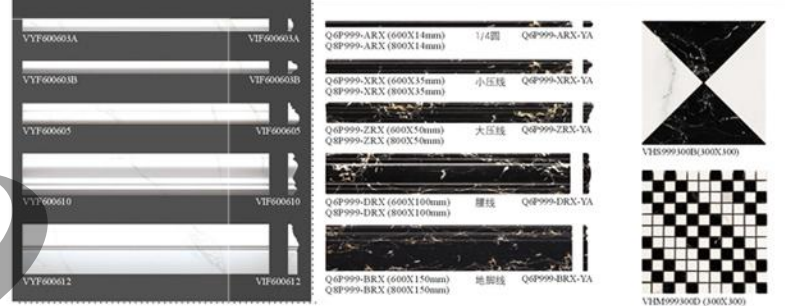 VYF600603A VIF600603A
VYF600603B VIF600603B
VYF600605 VIF600605
VYF600610 VIF600610
VYF600612 VIF600612
Q6P999-ARX (600X14mm) 1/4圆 Q6P999-ARX-YA
Q8P999-ARX (800X14mm)
Q6P999-XRX (600X35mm) 小压线 Q6P999-XRX-YA
Q8P999-XRX (800X35mm)
Q6P999-ZRX (600X50mm) 大压线 Q6P999-ZRX-YA
Q8P999-ZRX (800X50mm)
Q6P999-DRX (600X100mm) 腰线 Q6P999-DRX-YA
Q8P999-DRX (800X100mm)
Q6P999-BRX (600X150mm) 地脚线 Q6P999-BRX-YA
Q8P999-BRX (800X150mm)
VHS999300B(300X300)
VHM999300D (300X300)